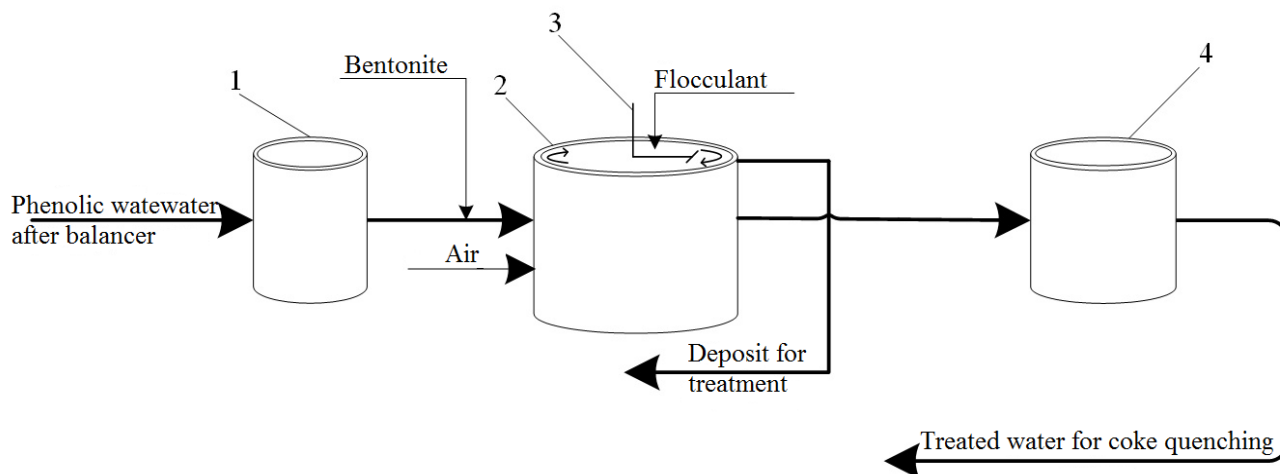 3
4
Bentonite
Flocculant
1
2
Phenolic watewater
after balancer
Air
Deposit for
treatment
Treated water for coke quenching